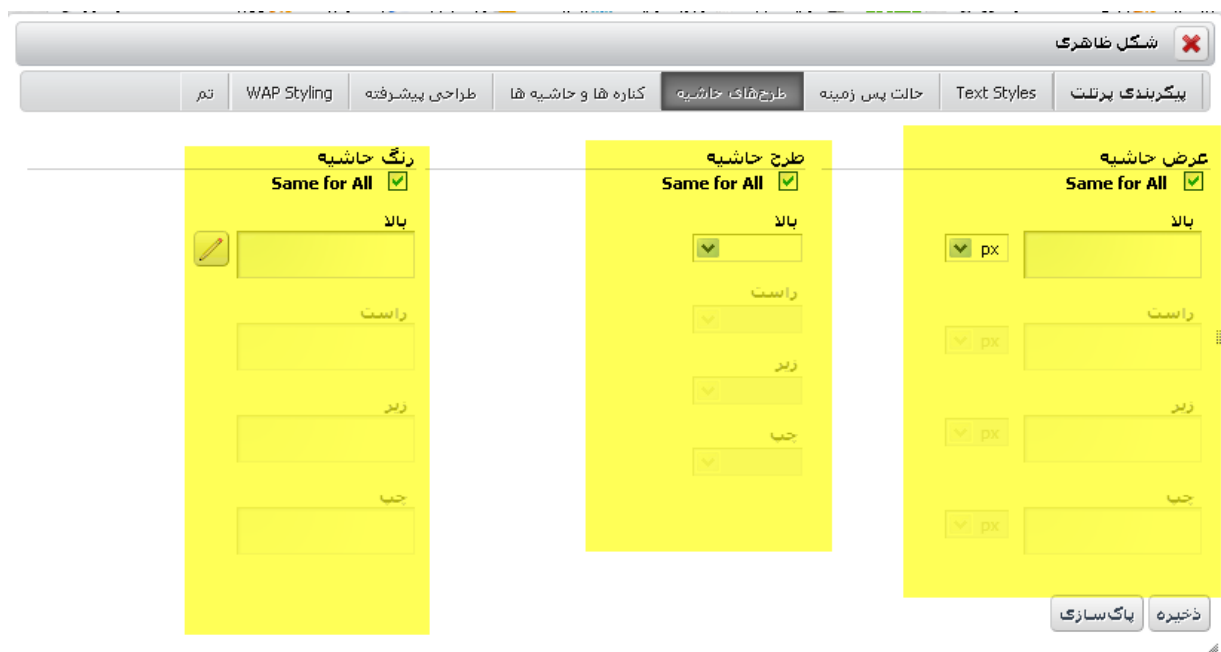 شکل ظاهری
پیکربندی پرتلت
Text Styles
حالت پس زمینه
طرح‌های حاشیه
کناره ها و حاشیه ها
طراحی پیشرفته
WAP Styling
تم
عرض حاشیه
Same for All
بالا
px
راست
px
زیر
px
چپ
px
طرح حاشیه
Same for All
بالا
راست
زیر
چپ
رنگ حاشیه
Same for All
بالا
راست
زیر
چپ
ذخیره
پاک‌سازی